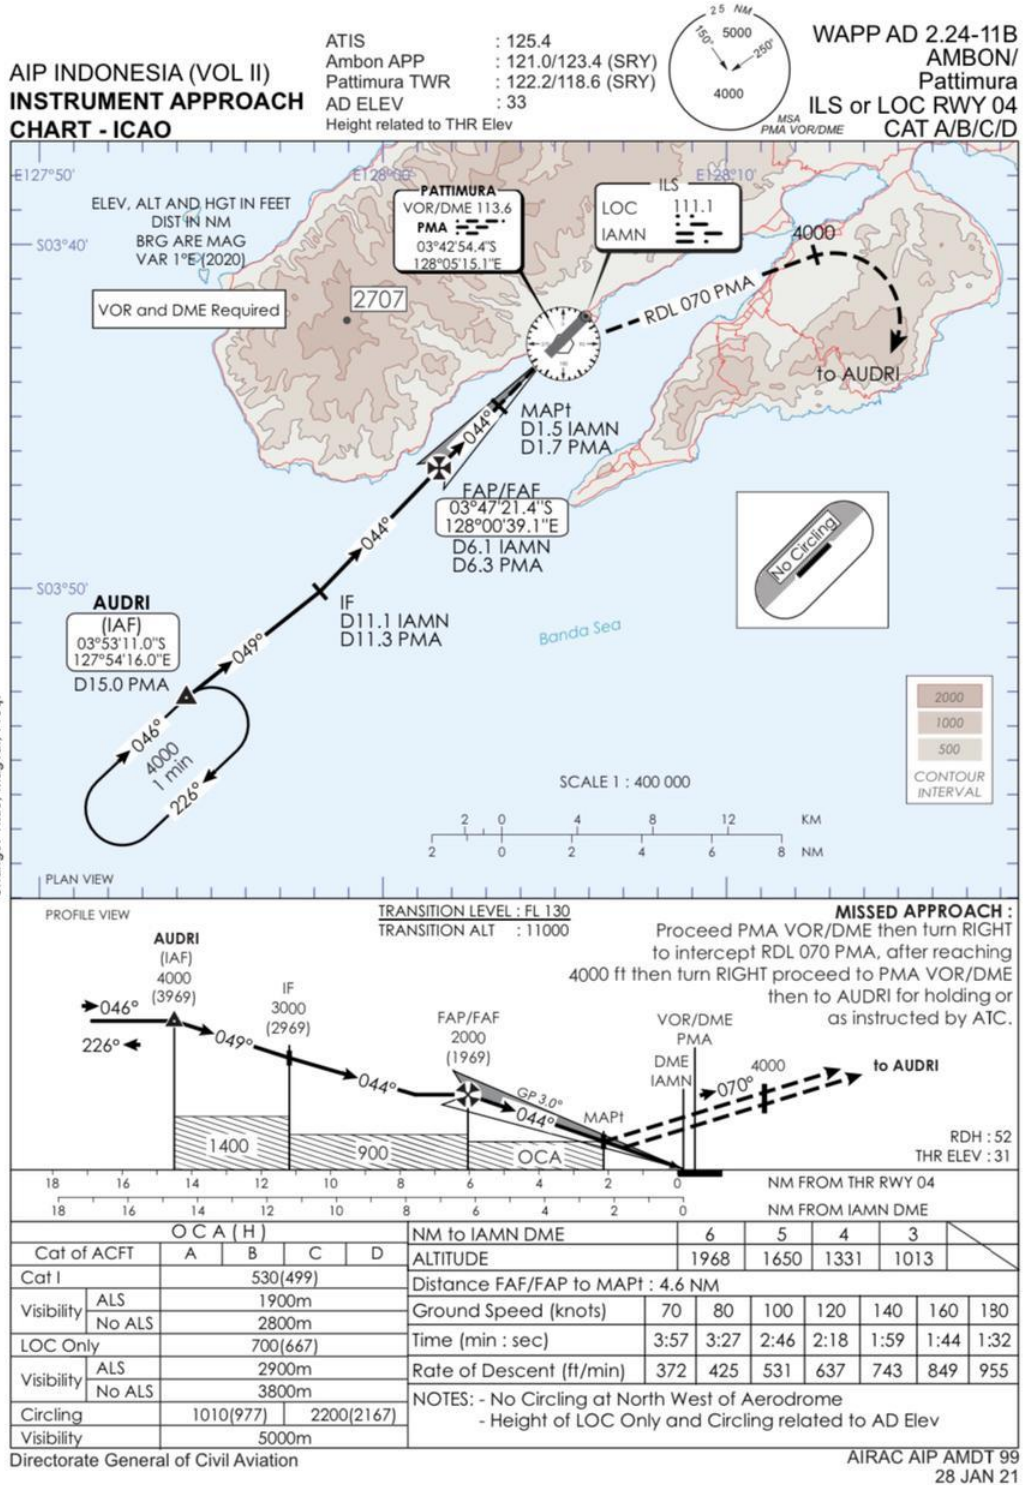 AIP INDONESIA (VOL II)
INSTRUMENT APPROACH
CHART - ICAO
ATIS : 125.4
Ambon APP : 121.0/123.4 (SRY)
Pattimura TWR : 122.2/118.6 (SRY)
AD ELEV : 33
Height related to THR Elev
25 NM
150°
5000
250°
4000
MSA
PMA VOR/DME
WAPP AD 2.24-11B
AMBON/
Pattimura
ILS or LOC RWY 04
CAT A/B/C/D
E127°50'
E128°00'
E128°10'
ELEV, ALT AND HGT IN FEET
DIST IN NM
BRG ARE MAG
VAR 1°E (2020)
S03°40'
VOR and DME Required
2707
PATTIMURA
VOR/DME 113.6
PMA
03°42'54.4"S
128°05'15.1"E
ILS
LOC 111.1
IAMN
4000
RDL 070 PMA
to AUDRI
MAPt
D1.5 IAMN
D1.7 PMA
044°
FAP/FAF
03°47'21.4"S
128°00'39.1"E
D6.1 IAMN
D6.3 PMA
044°
No Circling
S03°50'
AUDRI
(IAF)
03°53'11.0"S
127°54'16.0"E
D15.0 PMA
IF
D11.1 IAMN
D11.3 PMA
049°
Banda Sea
046°
4000
1 min
226°
2000
1000
500
CONTOUR
INTERVAL
SCALE 1 : 400 000
2 0 4 8 12 KM
2 0 2 4 6 8 NM
PLAN VIEW
PROFILE VIEW
TRANSITION LEVEL : FL 130
TRANSITION ALT : 11000
MISSED APPROACH :
Proceed PMA VOR/DME then turn RIGHT
to intercept RDL 070 PMA, after reaching
4000 ft then turn RIGHT proceed to PMA VOR/DME
then to AUDRI for holding or
as instructed by ATC.
AUDRI
(IAF)
4000
(3969)
046°
226°
049°
IF
3000
(2969)
044°
FAP/FAF
2000
(1969)
GP 3.0°
044°
MAPt
VOR/DME
PMA
DME
IAMN
070°
4000
to AUDRI
1400
900
OCA
RDH : 52
THR ELEV : 31
18 16 14 12 10 8 6 4 2 0 NM FROM THR RWY 04
18 16 14 12 10 8 6 4 2 0 NM FROM IAMN DME
O C A ( H )
Cat of ACFT A B C D
Cat I 530(499)
Visibility ALS 1900m
No ALS 2800m
LOC Only 700(667)
Visibility ALS 2900m
No ALS 3800m
Circling 1010(977) 2200(2167)
Visibility 5000m
NM to IAMN DME 6 5 4 3
ALTITUDE 1968 1650 1331 1013
Distance FAF/FAP to MAPt : 4.6 NM
Ground Speed (knots) 70 80 100 120 140 160 180
Time (min : sec) 3:57 3:27 2:46 2:18 1:59 1:44 1:32
Rate of Descent (ft/min) 372 425 531 637 743 849 955
NOTES: - No Circling at North West of Aerodrome
- Height of LOC Only and Circling related to AD Elev
Directorate General of Civil Aviation
AIRAC AIP AMDT 99
28 JAN 21